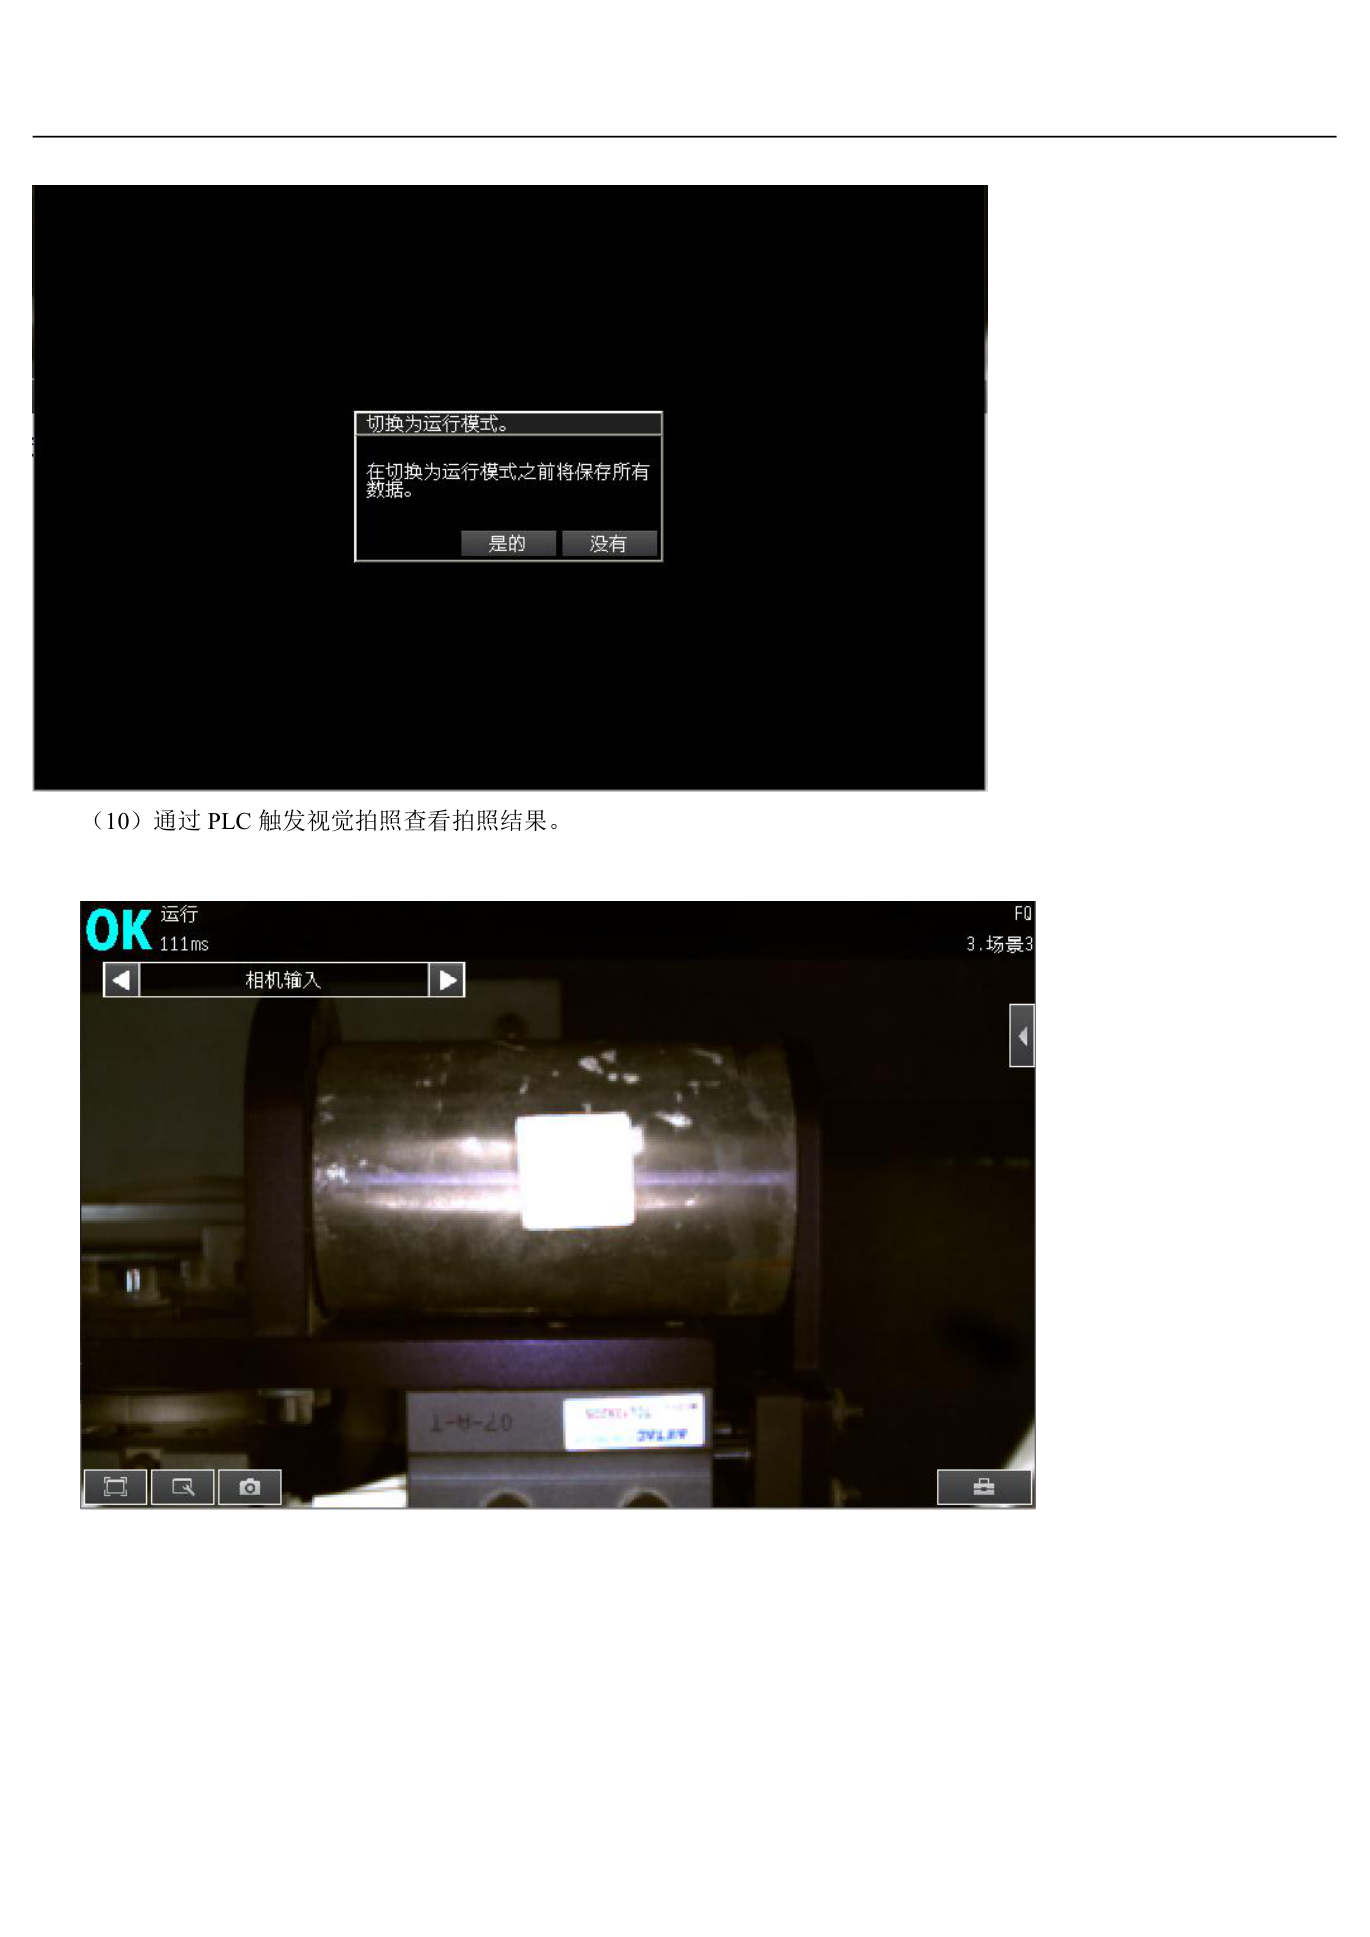 切换为运行模式。
在切换为运行模式之前将保存所有
数据。
是的 没有
（10）通过 PLC 触发视觉拍照查看拍照结果。
OK 运行 FQ
111ms 3.场景3
相机输入
07-A-T
AIRTAC